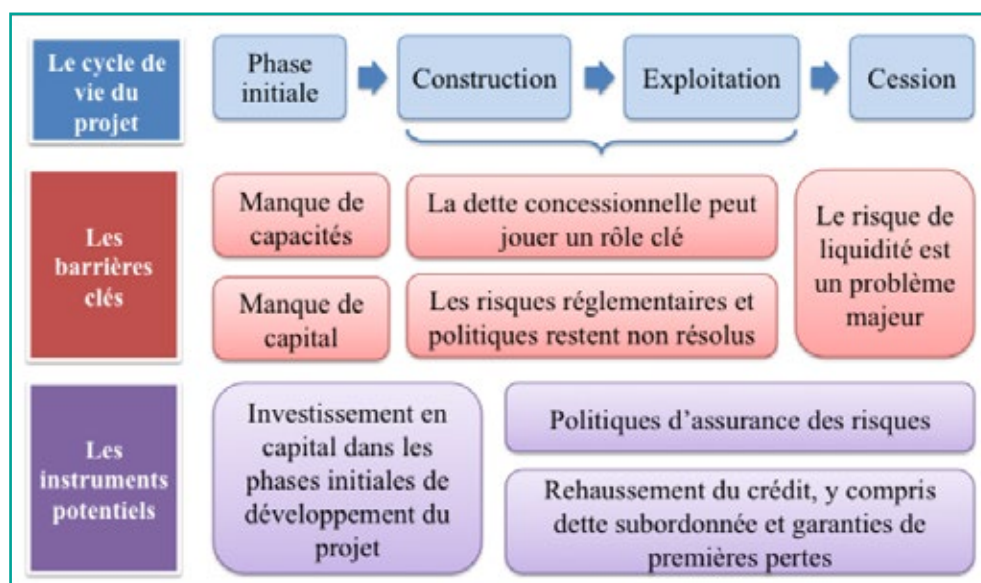 Le cycle de
vie du
projet
Phase
initiale
Construction
Exploitation
Cession
Les
barrières
clés
Manque de
capacités
Manque de
capital
La dette concessionnelle peut
jouer un rôle clé
Les risques réglementaires et
politiques restent non résolus
Le risque de
liquidité est
un problème
majeur
Les
instruments
potentiels
Investissement en
capital dans les
phases initiales de
développement du
projet
Politiques d’assurance des risques
Rehaussement du crédit, y compris
dette subordonnée et garanties de
premières pertes